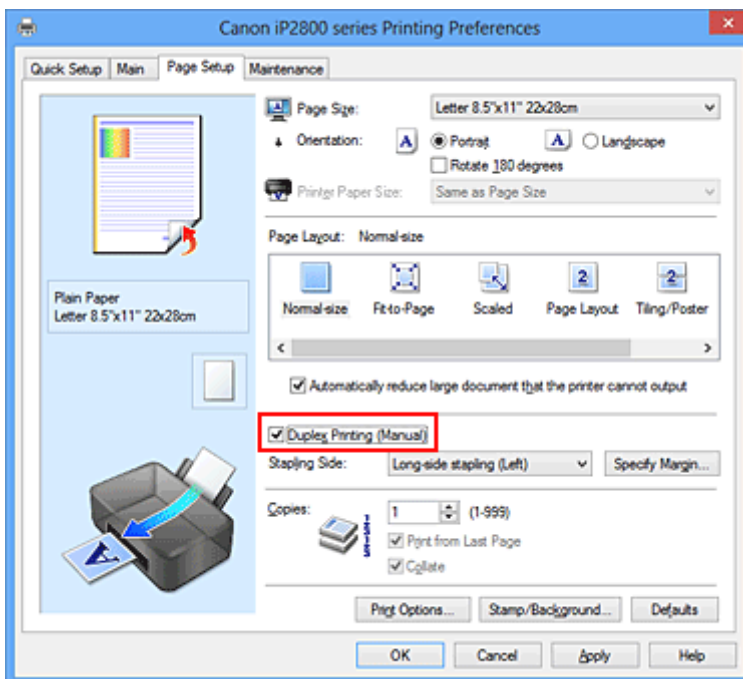 Canon iP2800 series Printing Preferences
Quick Setup Main Page Setup Maintenance
Page Size: Letter 8.5"x11" 22x28cm
Orientation: A Portrait A Landscape
Rotate 180 degrees
Printer Paper Size: Same as Page Size
Page Layout: Normal-size
Normal-size Fit-to-Page Scaled Page Layout Tiling/Poster
Automatically reduce large document that the printer cannot output
Plain Paper
Letter 8.5"x11" 22x28cm
Duplex Printing (Manual)
Stapling Side: Long-side stapling (Left) Specify Margin...
Copies: 1 (1-999)
Print from Last Page
Collate
Print Options... Stamp/Background... Defaults
OK Cancel Apply Help